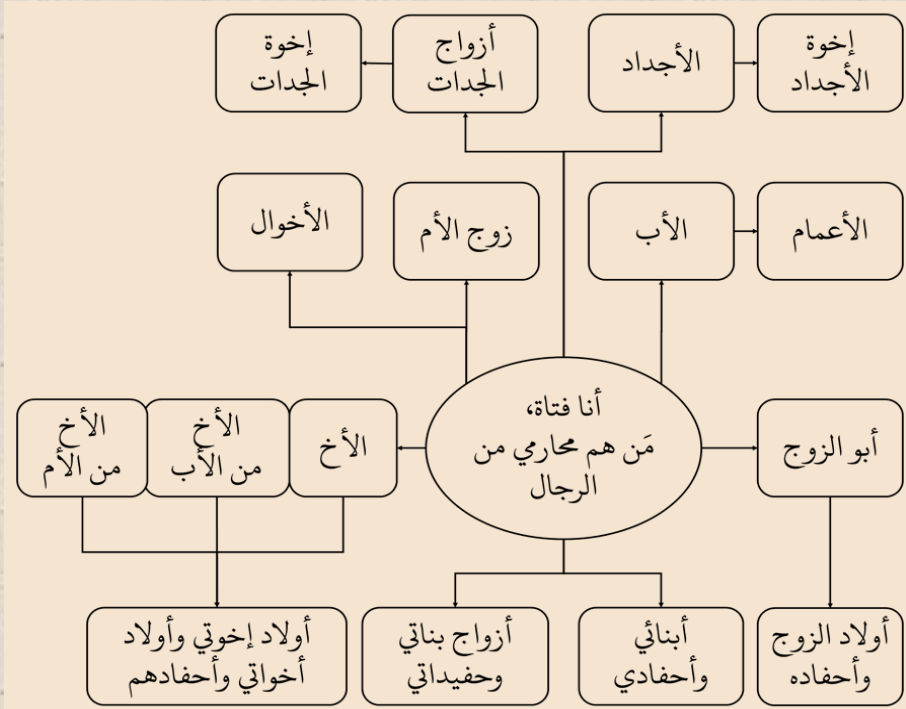 إخوة
الأجداد
الأجداد
أزواج
الجدات
إخوة
الجدات
الأعمام
الأب
زوج الأم
الأخوال
أنا فتاة،
مَن هم محارمي من
الرجال
أبو الزوج
الأخ
الأخ
من الأب
الأخ
من الأم
أولاد الزوج
وأحفاده
أبنائي
وأحفادي
أزواج بناتي
وحفيداتي
أولاد إخوتي وأولاد
أخواتي وأحفادهم